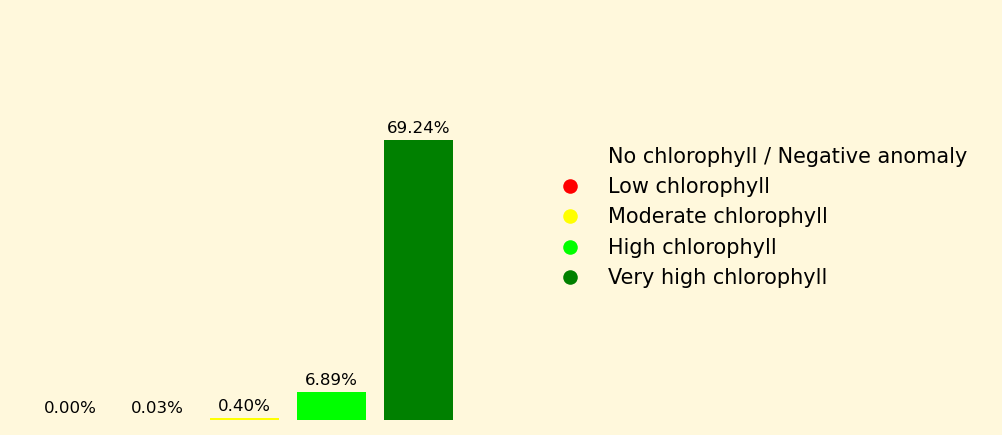 69.24%
6.89%
0.40%
0.00%
0.03%
No chlorophyll / Negative anomaly
Low chlorophyll
Moderate chlorophyll
High chlorophyll
Very high chlorophyll